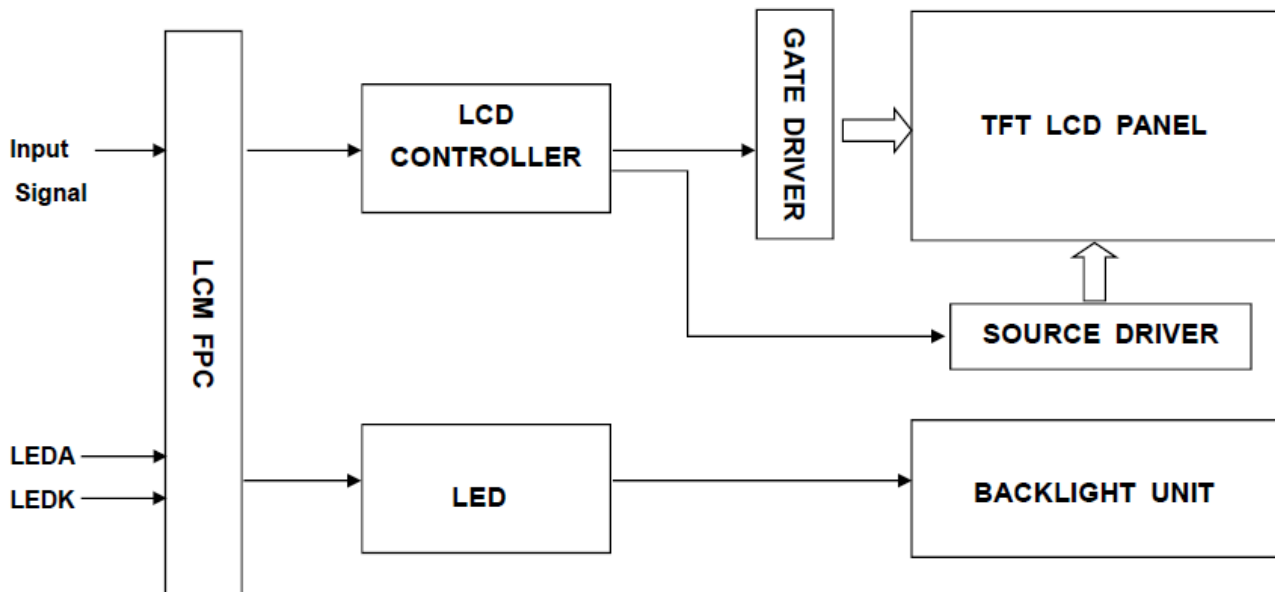 Input
Signal
LEDA
LEDK
LCM FPC
LCD
CONTROLLER
GATE DRIVER
TFT LCD PANEL
SOURCE DRIVER
LED
BACKLIGHT UNIT